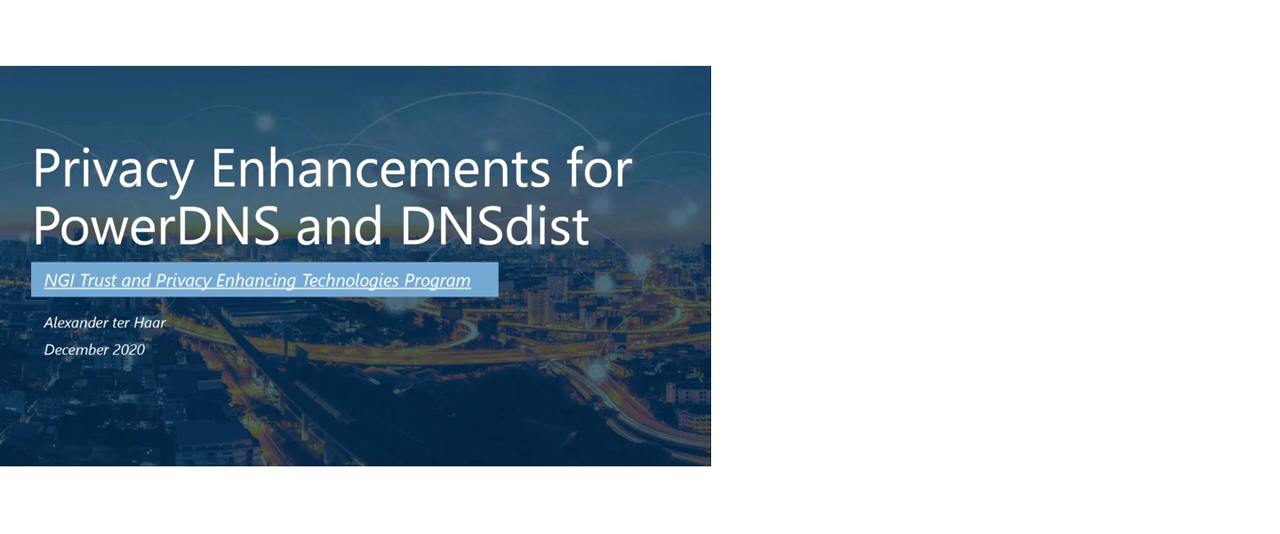 Privacy Enhancements for
PowerDNS and DNSdist
NGI Trust and Privacy Enhancing Technologies Program
Alexander ter Haar
December 2020